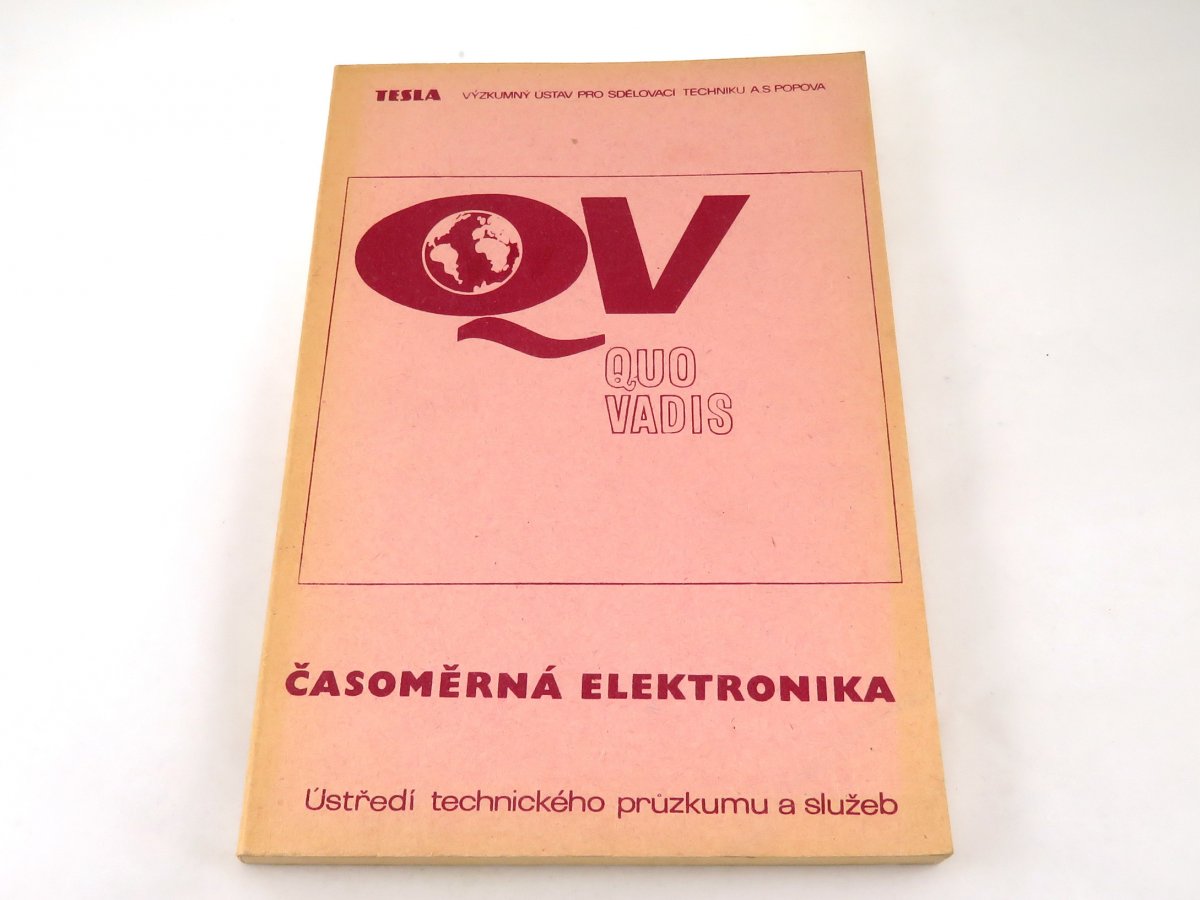 TESLA VÝZKUMNÝ ÚSTAV PRO SDĚLOVACÍ TECHNIKU A.S. POPOVA
QV
QUO
VADIS
ČASOMĚRNÁ ELEKTRONIKA
Ústředí technického průzkumu a služeb